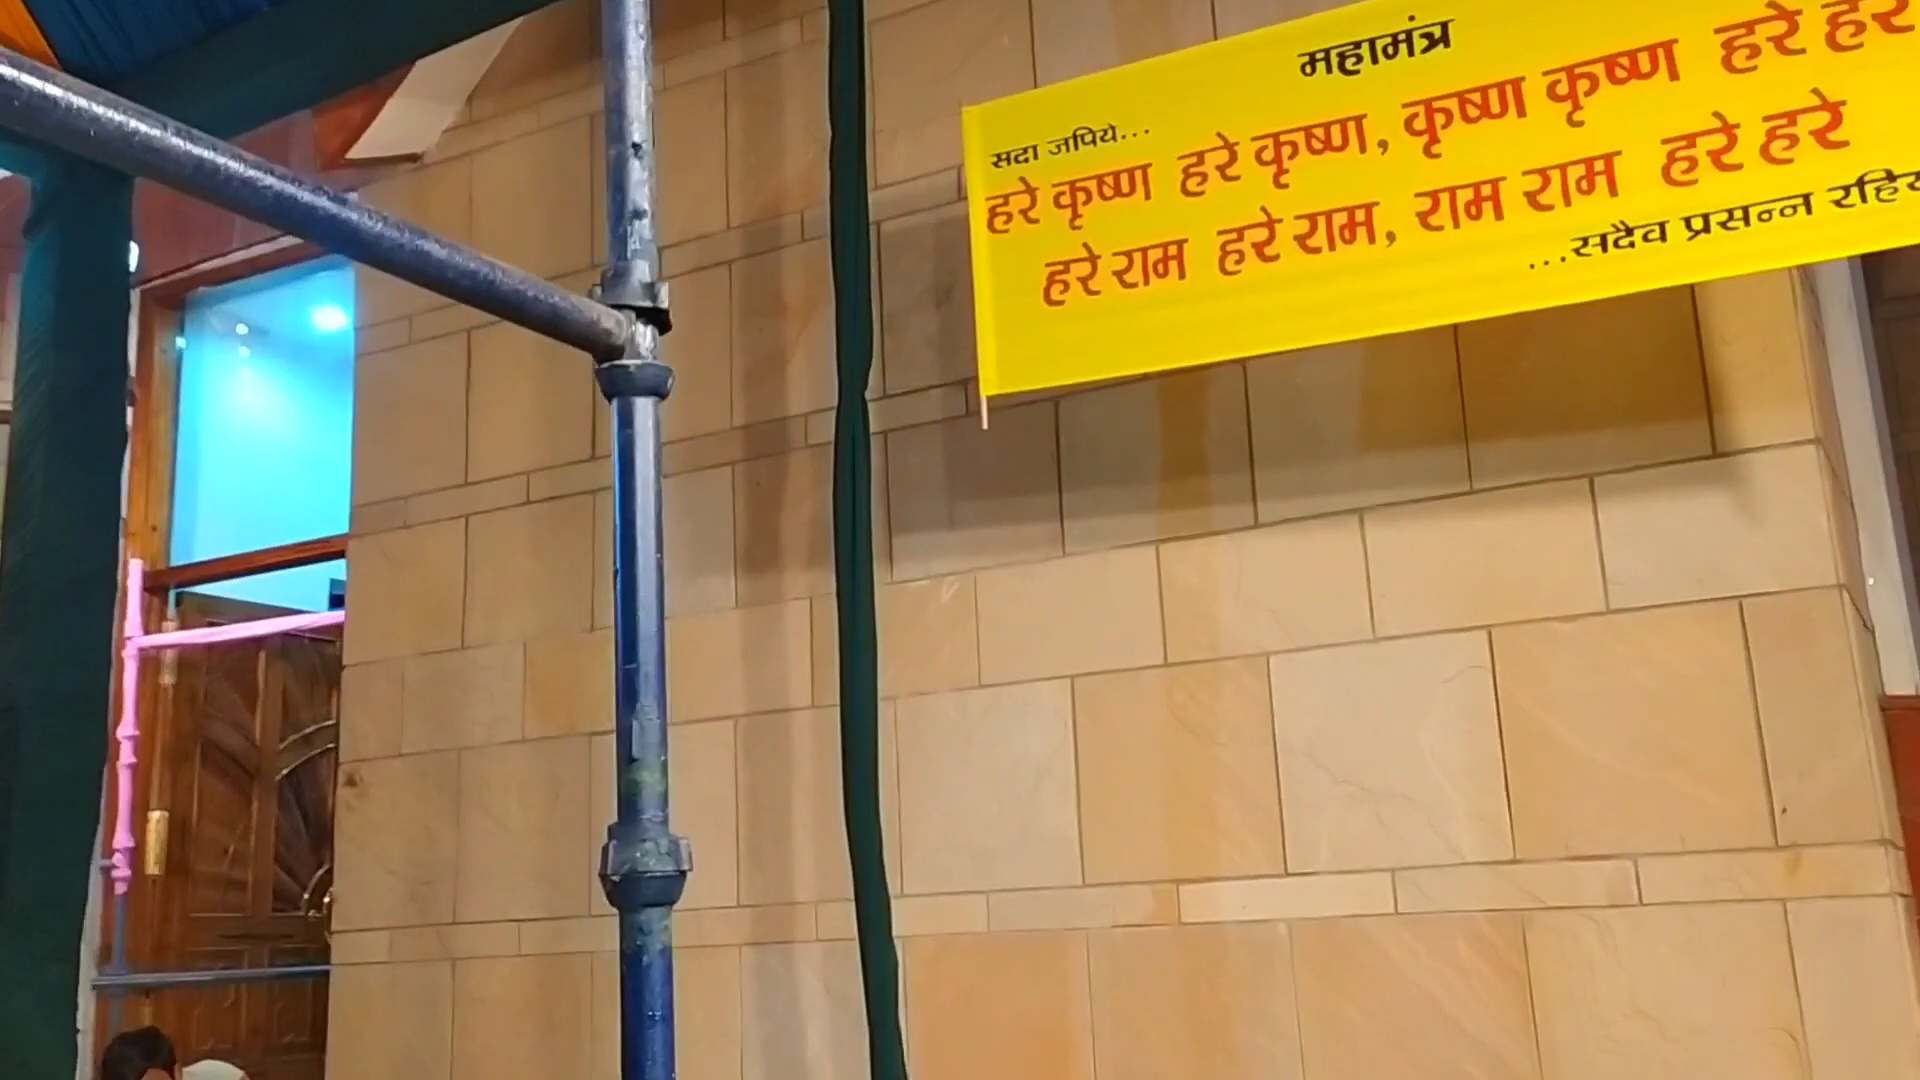 महामंत्र
सदा जपिये...
हरे कृष्ण हरे कृष्ण, कृष्ण कृष्ण हरे हरे
हरे राम हरे राम, राम राम हरे हरे
...सदैव प्रसन्न